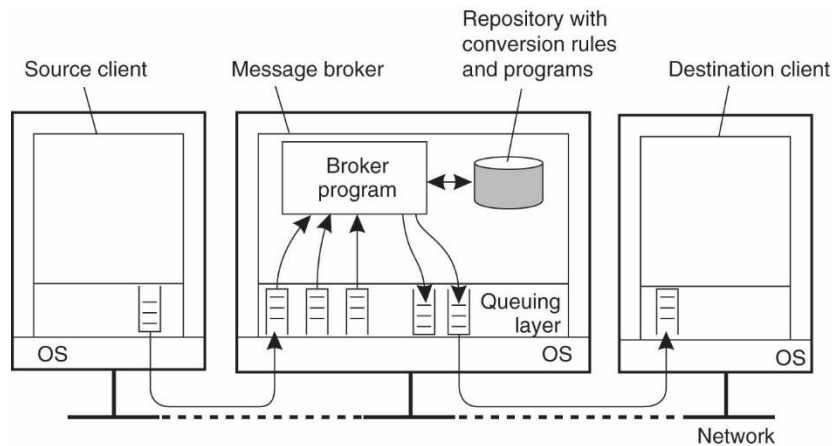 Repository with
conversion rules
and programs
Source client
Message broker
Destination client
Broker
program
Queuing
layer
OS
OS
OS
Network